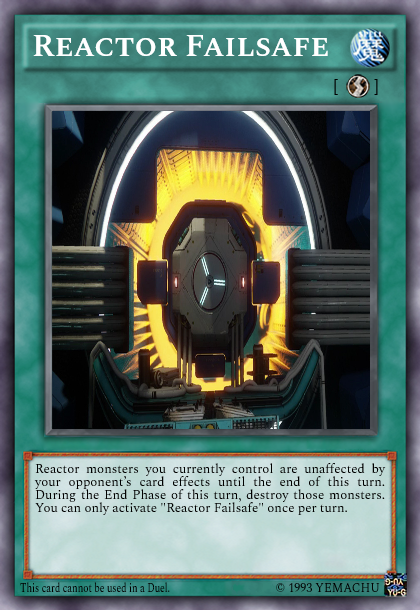 REACTOR FAILSAFE
魔
[ ]
Reactor monsters you currently control are unaffected by
your opponent's card effects until the end of this turn.
During the End Phase of this turn, destroy those monsters.
You can only activate "Reactor Failsafe" once per turn.
This card cannot be used in a Duel.
© 1993 YEMACHU